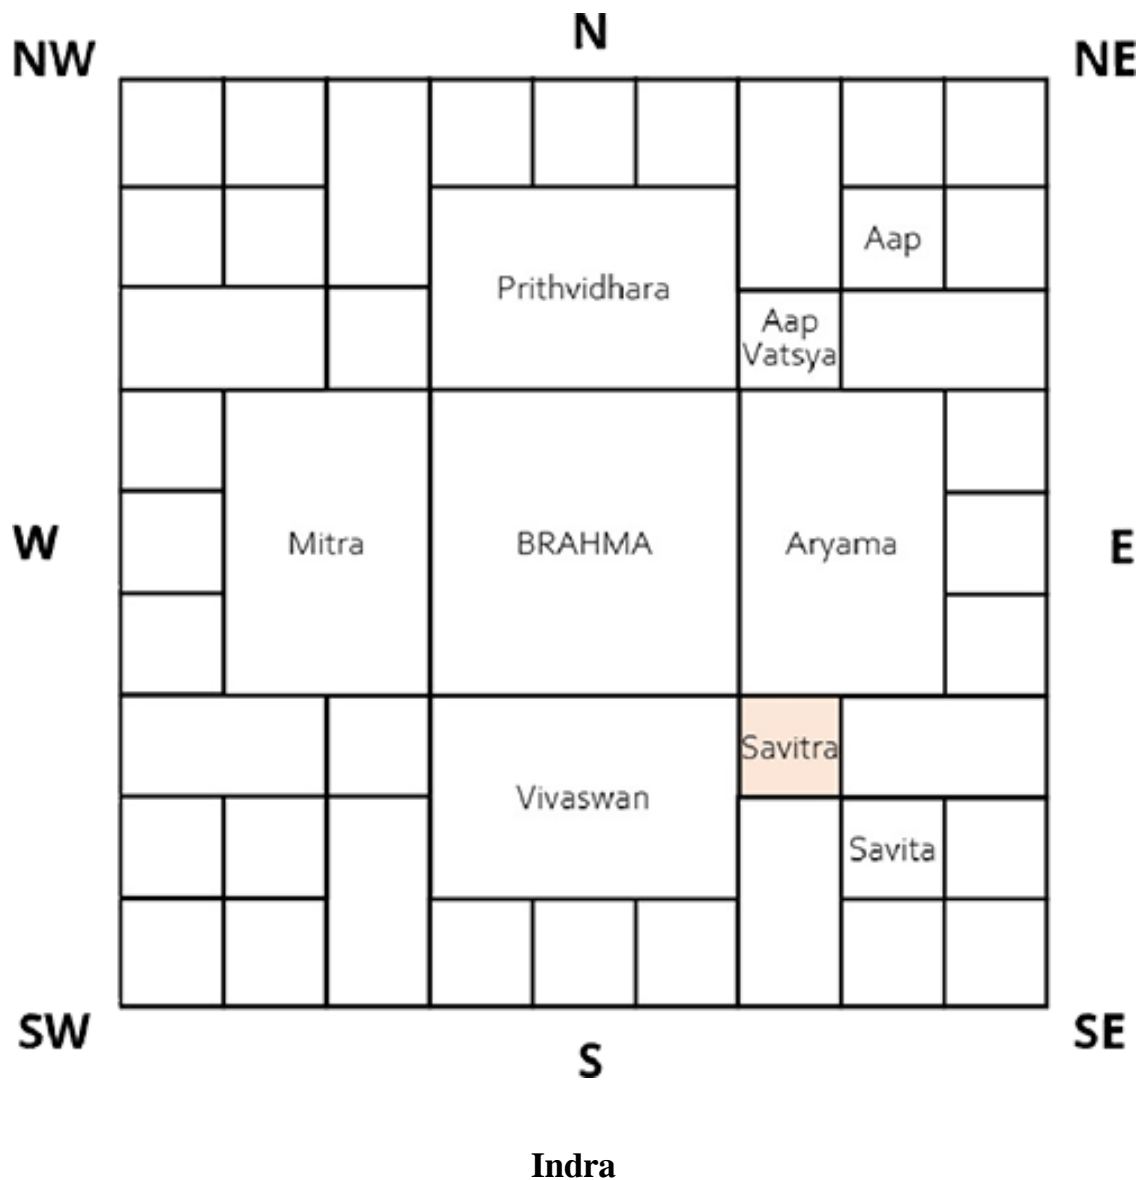 N
NW
NE
Aap
Prithvidhara
Aap
Vatsya
W
Mitra
BRAHMA
Aryama
E
Savitra
Vivaswan
Savita
SW
SE
S
Indra